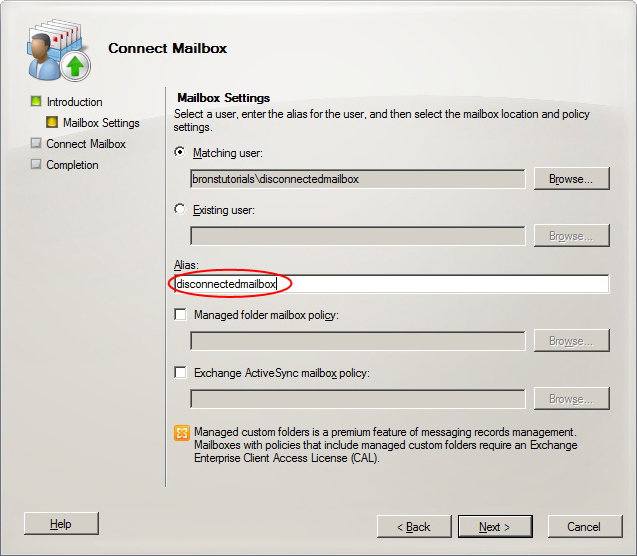 Connect Mailbox
Introduction
Mailbox Settings
Connect Mailbox
Completion
Mailbox Settings
Select a user, enter the alias for the user, and then select the mailbox location and policy
settings.
Matching user:
bronstutorials\disconnectedmailbox
Browse...
Existing user:
Browse...
Alias:
disconnectedmailbox
Managed folder mailbox policy:
Browse...
Exchange ActiveSync mailbox policy:
Browse...
Managed custom folders is a premium feature of messaging records management.
Mailboxes with policies that include managed custom folders require an Exchange
Enterprise Client Access License (CAL).
Help
< Back
Next >
Cancel